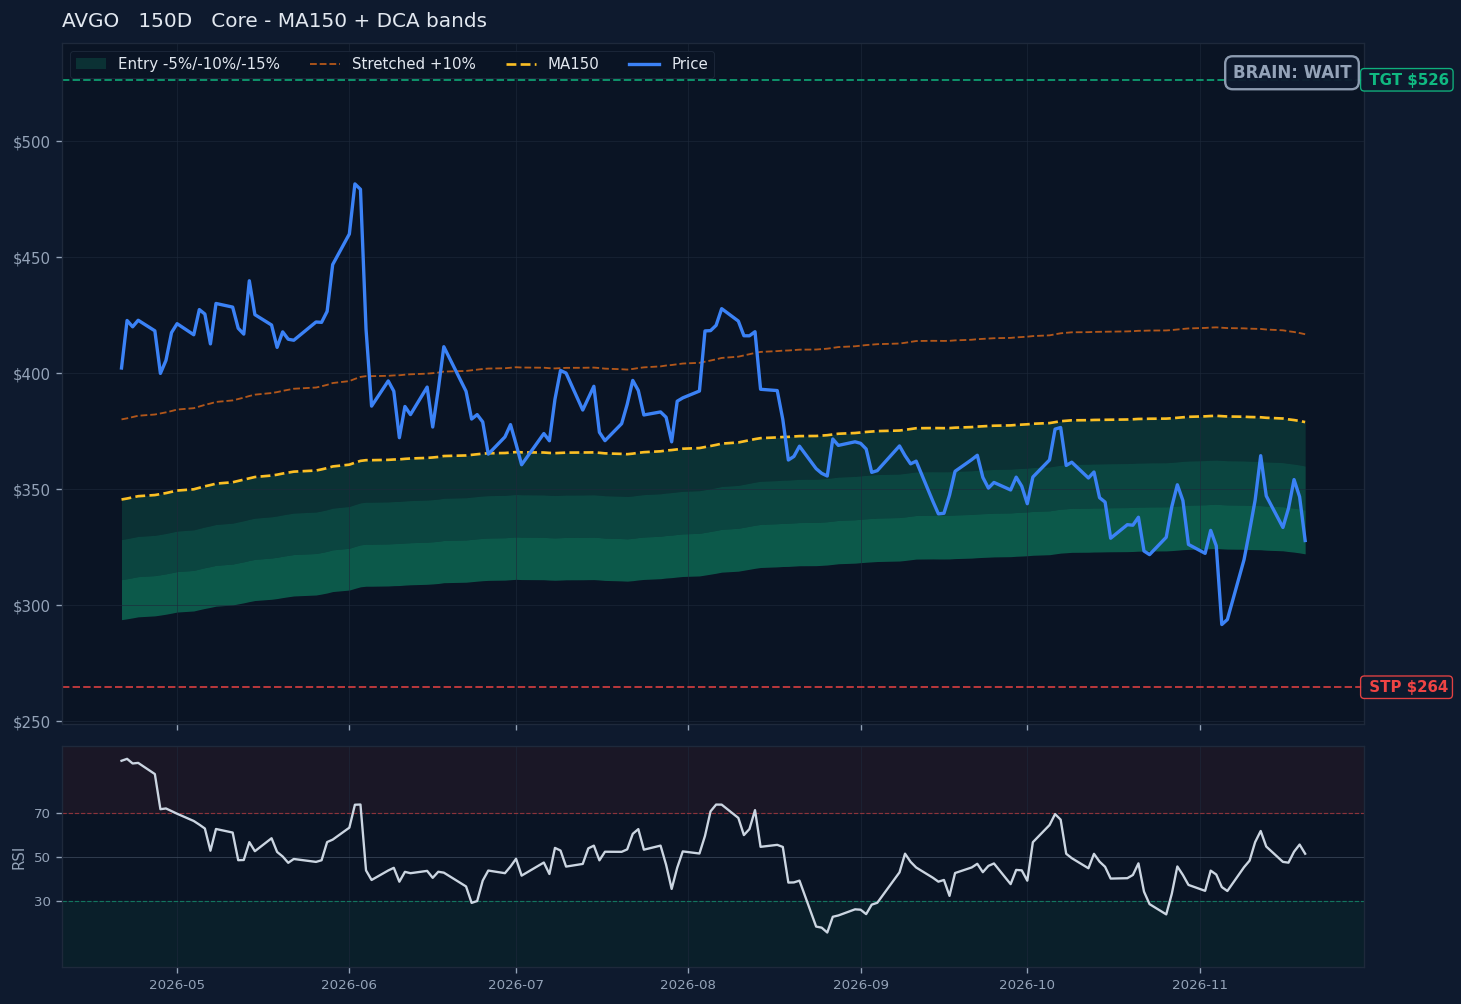 AVGO   150D   Core - MA150 + DCA bands
Entry -5%/-10%/-15%
Stretched +10%
MA150
Price
BRAIN: WAIT
TGT $526
$500
$450
$400
$350
$300
STP $264
$250
70
50
30
RSI
2026-05
2026-06
2026-07
2026-08
2026-09
2026-10
2026-11